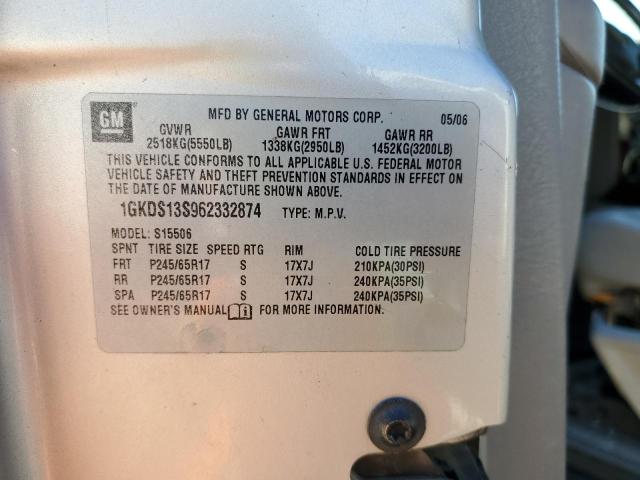 GM
MFD BY GENERAL MOTORS CORP. 05/06
GVWR GAWR FRT GAWR RR
2518KG(5550LB) 1338KG(2950LB) 1452KG(3200LB)
THIS VEHICLE CONFORMS TO ALL APPLICABLE U.S. FEDERAL MOTOR
VEHICLE SAFETY AND THEFT PREVENTION STANDARDS IN EFFECT ON
THE DATE OF MANUFACTURE SHOWN ABOVE.
1GKDS13S962332874 TYPE: M.P.V.
MODEL: S15506
SPNT TIRE SIZE SPEED RTG RIM COLD TIRE PRESSURE
FRT P245/65R17 S 17X7J 210KPA(30PSI)
RR P245/65R17 S 17X7J 240KPA(35PSI)
SPA P245/65R17 S 17X7J 240KPA(35PSI)
SEE OWNER'S MANUAL FOR MORE INFORMATION.